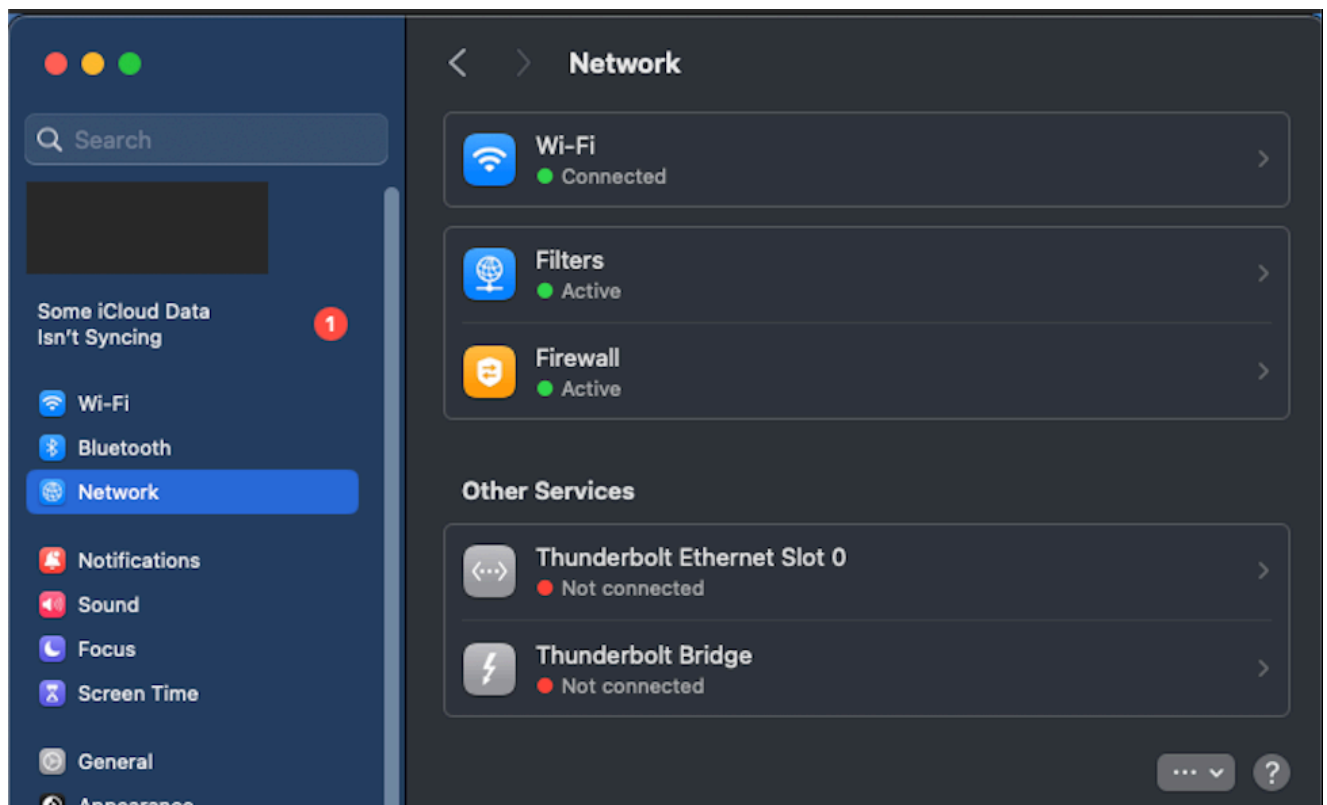 Network
Search
Some iCloud Data
Isn't Syncing
1
Wi-Fi
Bluetooth
Network
Notifications
Sound
Focus
Screen Time
General
Appearance
Wi-Fi
Connected
Filters
Active
Firewall
Active
Other Services
Thunderbolt Ethernet Slot 0
Not connected
Thunderbolt Bridge
Not connected
?